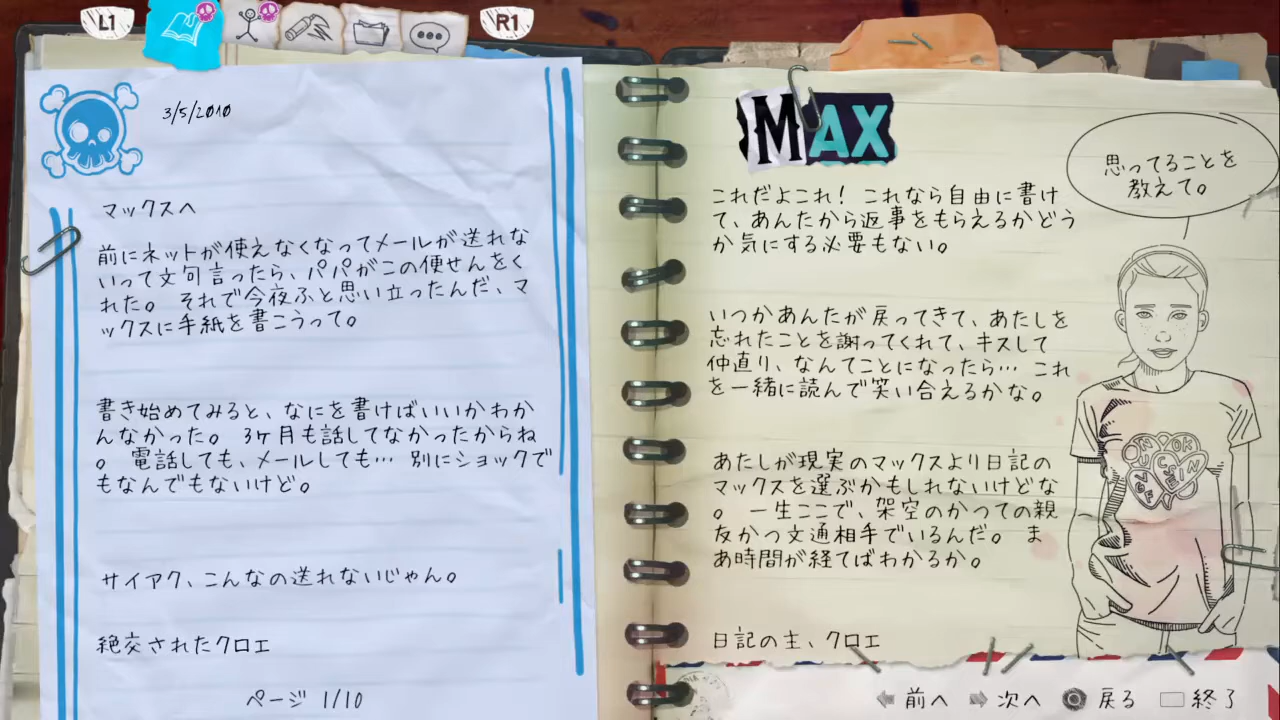 L1
R1
3/5/2010
マックスへ
前にネットが使えなくなってメールが送れな
いって文句言ったら、パパがこの便せんをく
れた。 それで今夜ふと思い立ったんだ、マ
ックスに手紙を書こうって。
書き始めてみると、なにを書けばいいかわか
んなかった。 3ケ月も話してなかったからね
。 電話しても、メールしても… 別にショックで
もなんでもないけど。
サイアク、こんなの送れないじゃん。
絶交されたクロエ
ページ 1/10
MAX
これだよこれ! これなら自由に書け
て、あんたから返事をもらえるかどう
か気にする必要もない。
いつかあんたが戻ってきて、あたしを
忘れたことを謝ってくれて、キスして
仲直り、なんてことになったら… これ
を一緒に読んで笑い合えるかな。
あたしが現実のマックスより日記の
マックスを選ぶかもしれないけどな
。 一生ここで、架空のかつての親
友かつ文通相手でいるんだ。 ま
あ時間が経てばわかるか。
日記の主、クロエ
思ってることを
教えて。
前へ 次へ 戻る 終了